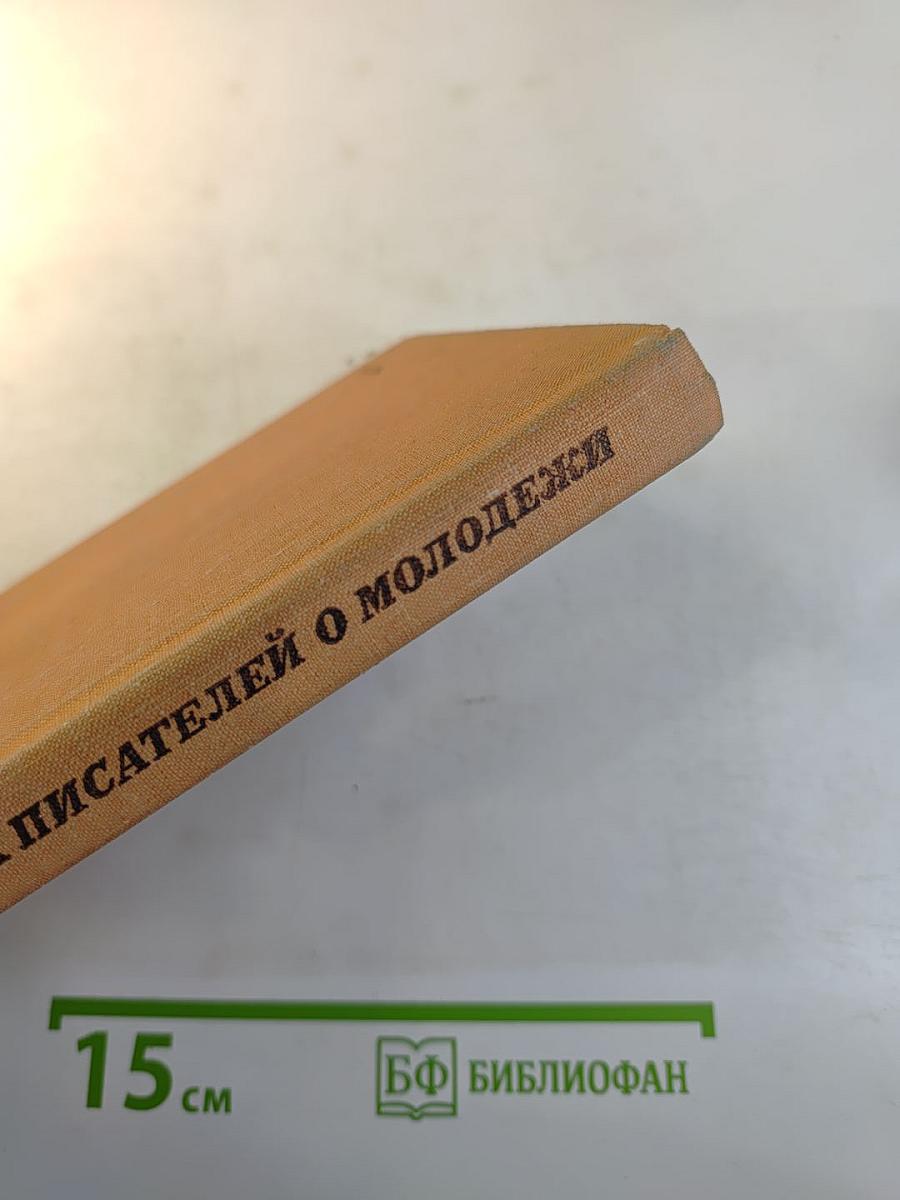 ПИСАТЕЛЕЙ О МОЛОДЕЖИ
15 см
БФ БИБЛИОФАН